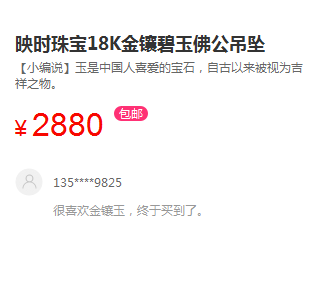 映时珠宝18K金镶碧玉佛公吊坠
【小编说】玉是中国人喜爱的宝石，自古以来被视为吉
祥之物。
¥ 2880 包邮
135****9825
很喜欢金镶玉，终于买到了。